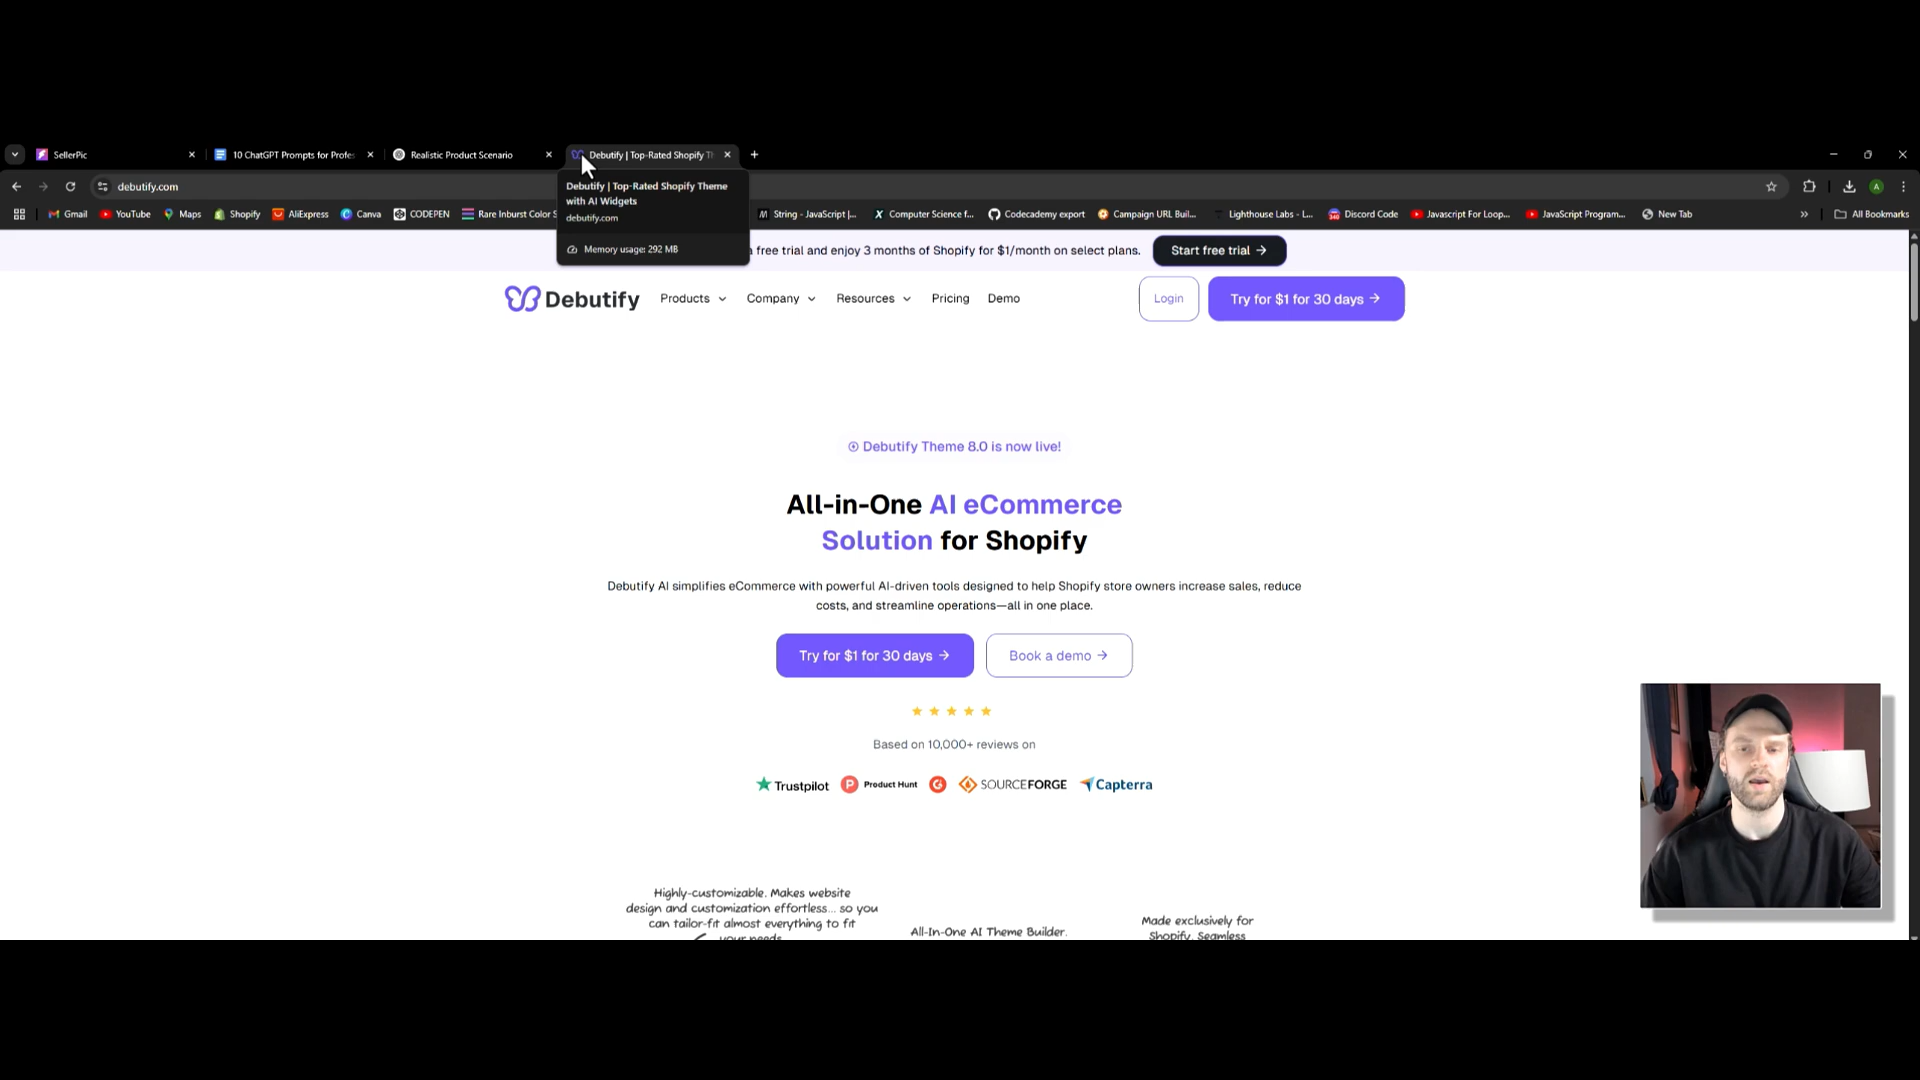 SellerPic
10 ChatGPT Prompts for Profes
Realistic Product Scenario
Debutify | Top-Rated Shopify Th
debutify.com
Debutify | Top-Rated Shopify Theme
with AI Widgets
debutify.com
Memory usage: 292 MB
Gmail
YouTube
Maps
Shopify
AliExpress
Canva
CODEPEN
Rare Inburst Color S
String - JavaScript |...
Computer Science f...
Codecademy export
Campaign URL Buil...
Lighthouse Labs - L...
Discord Code
Javascript For Loop...
JavaScript Program...
New Tab
All Bookmarks
free trial and enjoy 3 months of Shopify for $1/month on select plans.
Start free trial →
Debutify
Products
Company
Resources
Pricing
Demo
Login
Try for $1 for 30 days →
Debutify Theme 8.0 is now live!
All-in-One AI eCommerce
Solution for Shopify
Debutify AI simplifies eCommerce with powerful AI-driven tools designed to help Shopify store owners increase sales, reduce
costs, and streamline operations—all in one place.
Try for $1 for 30 days →
Book a demo →
Based on 10,000+ reviews on
Trustpilot
Product Hunt
SOURCEFORGE
Capterra
Highly-customizable. Makes website
design and customization effortless... so you
can tailor-fit almost everything to fit
your needs
All-In-One AI Theme Builder.
Made exclusively for
Shopify. Seamless